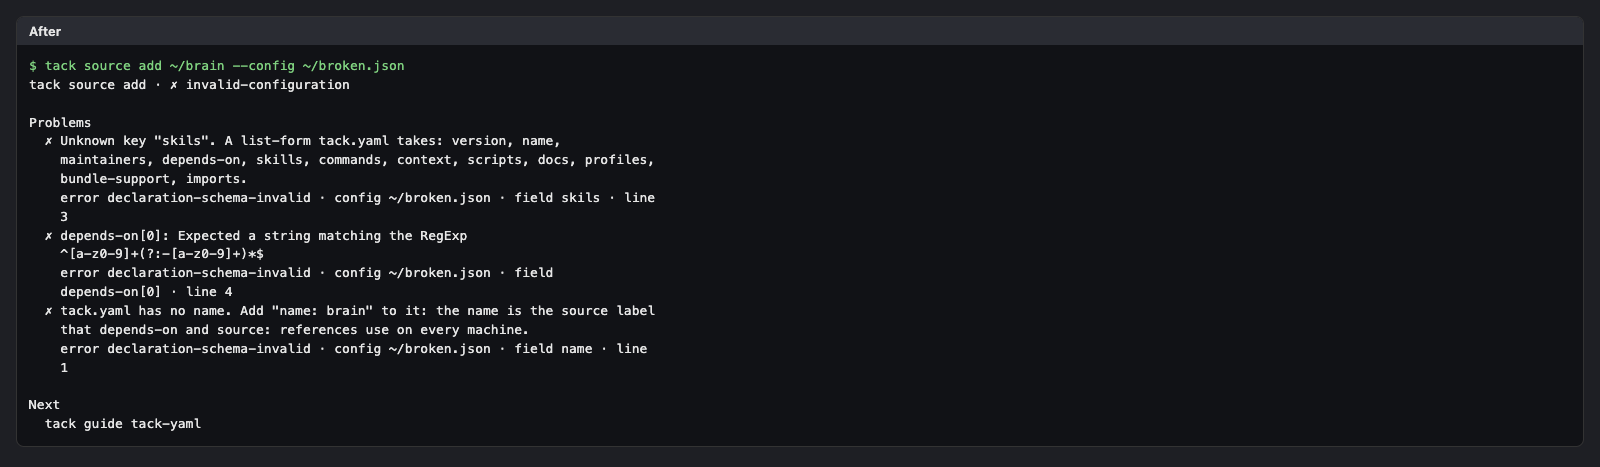 After
$ tack source add ~/brain --config ~/broken.json
tack source add · ✗ invalid-configuration
Problems
✗ Unknown key "skils". A list-form tack.yaml takes: version, name,
maintainers, depends-on, skills, commands, context, scripts, docs, profiles,
bundle-support, imports.
error declaration-schema-invalid · config ~/broken.json · field skils · line
3
✗ depends-on[0]: Expected a string matching the RegExp
^[a-z0-9]+(?:-[a-z0-9]+)*$
error declaration-schema-invalid · config ~/broken.json · field
depends-on[0] · line 4
✗ tack.yaml has no name. Add "name: brain" to it: the name is the source label
that depends-on and source: references use on every machine.
error declaration-schema-invalid · config ~/broken.json · field name · line
1
Next
tack guide tack-yaml